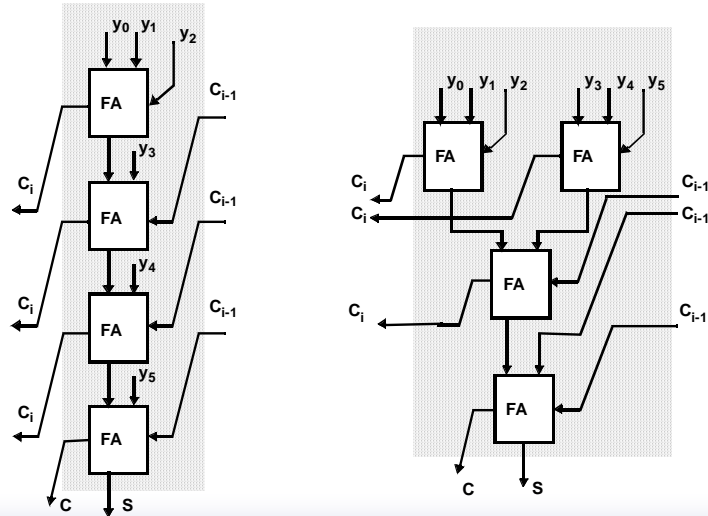 y0 y1
y2
FA
Ci-1
y3
Ci
FA
Ci-1
y4
Ci
FA
Ci-1
y5
Ci
FA
C S
y0 y1 y2 y3 y4 y5
FA FA
Ci Ci-1
Ci Ci-1
FA
Ci Ci-1
FA
C S